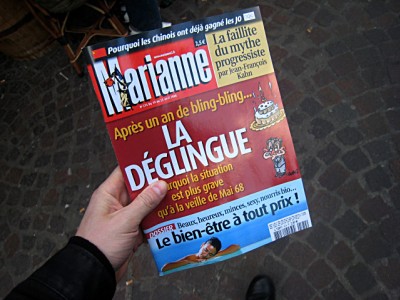 Pourquoi les Chinois ont déjà gagné les JO
2,5€
La faillite
du mythe
progressiste
par Jean-François
Kahn
Marianne
Après un an de bling-bling...
LA
DÉGLINGUE
Pourquoi la situation
est plus grave
qu'à la veille de Mai 68
DOSSIER
Beaux, heureux, minces, sexy, nourris bio...
Le bien-être à tout prix !